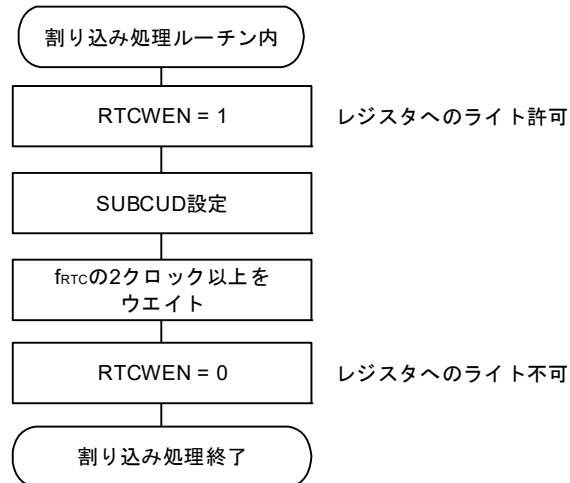 割り込み処理ルーチン内
RTCWEN = 1 レジスタへのライト許可
SUBCUD設定
fRTCの2クロック以上を
ウエイト
RTCWEN = 0 レジスタへのライト不可
割り込み処理終了